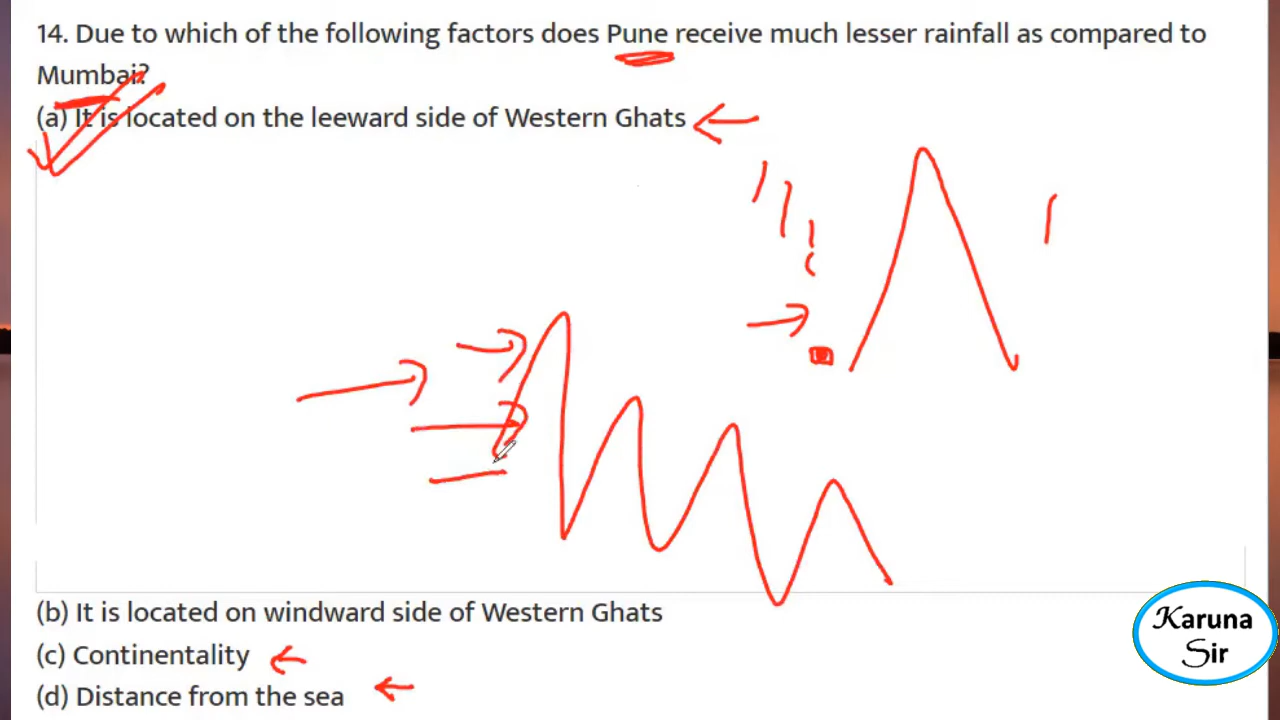 14. Due to which of the following factors does Pune receive much lesser rainfall as compared to
Mumbai?
(a) It is located on the leeward side of Western Ghats
(b) It is located on windward side of Western Ghats
(c) Continentality
(d) Distance from the sea
Karuna
Sir